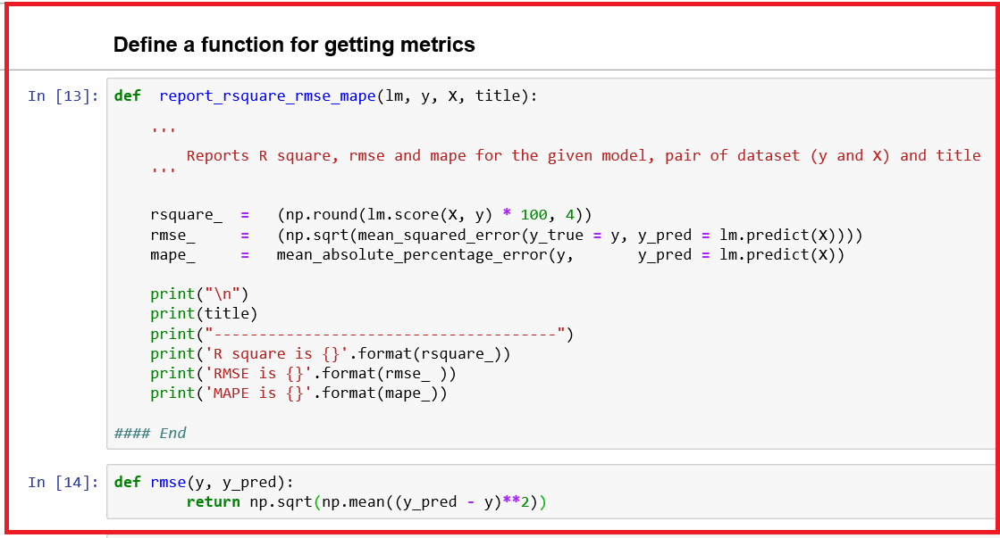 Define a function for getting metrics
In [13]: def  report_rsquare_rmse_mape(lm, y, X, title):
'''
Reports R square, rmse and mape for the given model, pair of dataset (y and X) and title
'''
rsquare_  =   (np.round(lm.score(X, y) * 100, 4))
rmse_     =   (np.sqrt(mean_squared_error(y_true = y, y_pred = lm.predict(X))))
mape_     =   mean_absolute_percentage_error(y,       y_pred = lm.predict(X))
print("\n")
print(title)
print("--------------------------------------")
print('R square is {}'.format(rsquare_))
print('RMSE is {}'.format(rmse_ ))
print('MAPE is {}'.format(mape_))
#### End
In [14]: def rmse(y, y_pred):
return np.sqrt(np.mean((y_pred - y)**2))